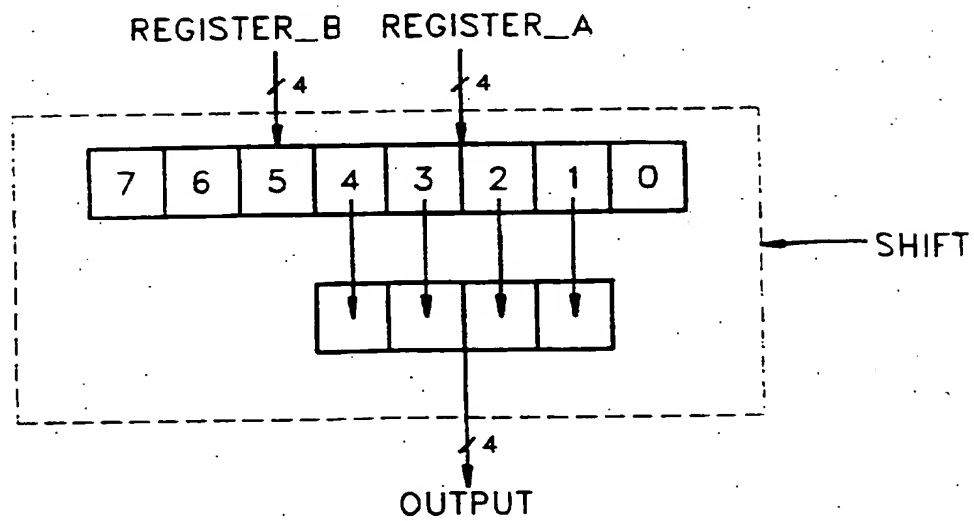 REGISTER_B REGISTER_A
4 4
7 6 5 4 3 2 1 0
SHIFT
4
OUTPUT